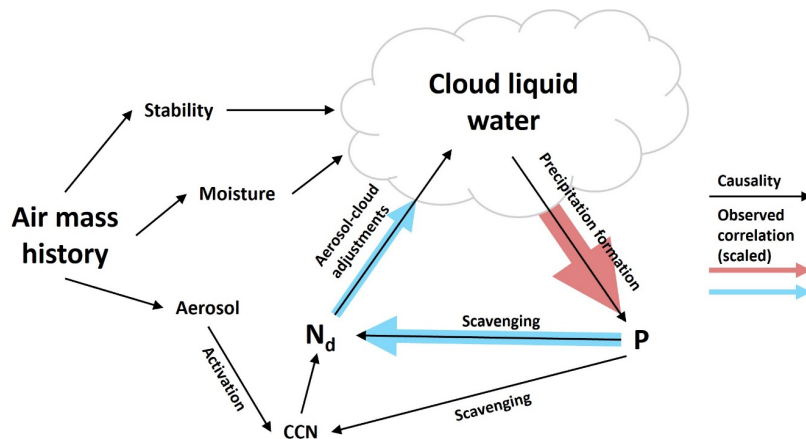 Cloud liquid
water
Stability
Moisture
Air mass
history
Aerosol
Activation
CCN
Nd
Aerosol-cloud
adjustments
Precipitation formation
Scavenging
P
Scavenging
Causality
Observed
correlation
(scaled)